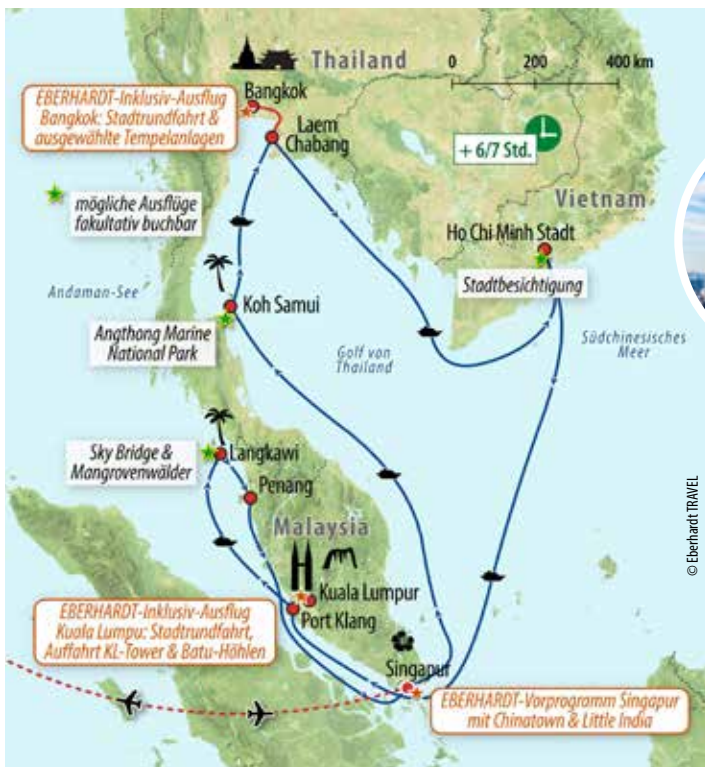 Thailand
0 200 400 km
EBERHARDT-Inklusiv-Ausflug
Bangkok: Stadtrundfahrt &
ausgewählte Tempelanlagen
Bangkok
Laem
Chabang
+ 6/7 Std.
mögliche Ausflüge
fakultativ buchbar
Vietnam
Ho Chi Minh Stadt
Stadtbesichtigung
Andaman-See
Koh Samui
Angthong Marine
National Park
Golf von
Thailand
Südchinesisches
Meer
Sky Bridge &
Mangrovenwälder
Langkawi
Penang
Malaysia
Kuala Lumpur
Port Klang
EBERHARDT-Inklusiv-Ausflug
Kuala Lumpu: Stadtrundfahrt,
Auffahrt KL-Tower & Batu-Höhlen
Singapur
EBERHARDT-Vorprogramm Singapur
mit Chinatown & Little India
© Eberhardt TRAVEL